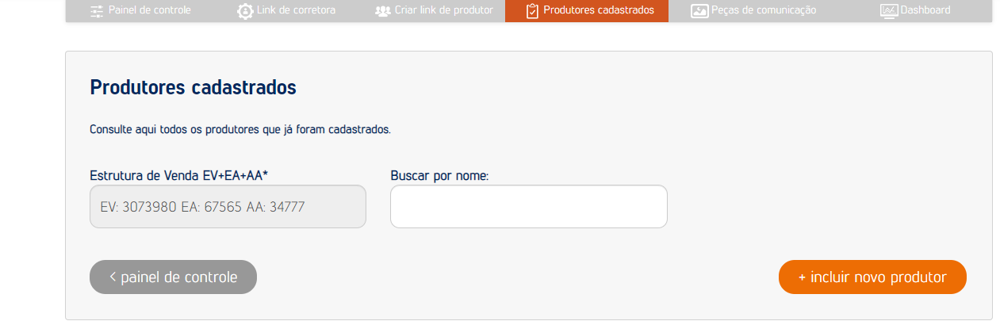 Painel de controle Link de corretora Criar link de produtor Produtores cadastrados Peças de comunicação Dashboard
Produtores cadastrados
Consulte aqui todos os produtores que já foram cadastrados.
Estrutura de Venda EV+EA+AA* Buscar por nome:
EV: 3073980 EA: 67565 AA: 34777
< painel de controle + incluir novo produtor